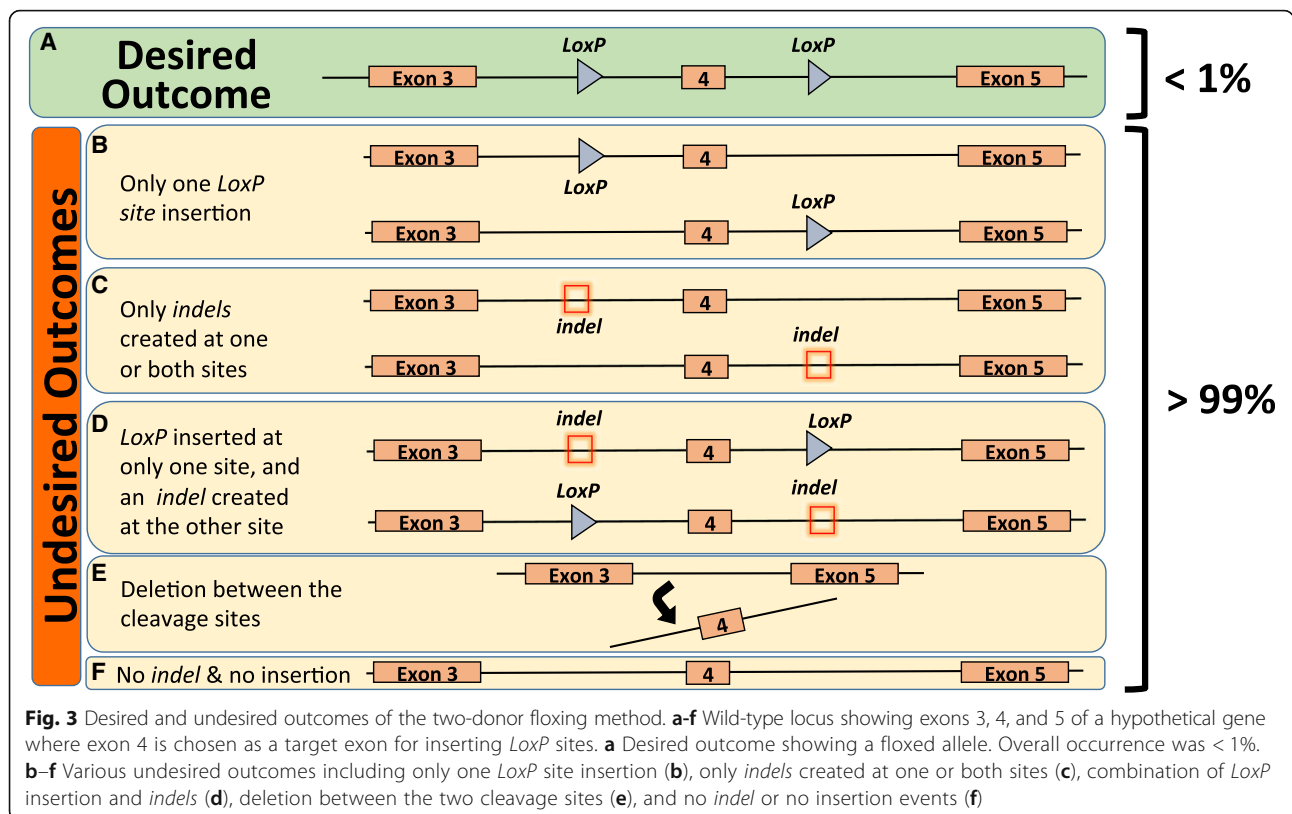 A
Desired
Outcome
LoxP
LoxP
Exon 3
4
Exon 5
< 1%
Undesired Outcomes
B
Only one LoxP
site insertion
Exon 3
4
Exon 5
LoxP
LoxP
Exon 3
4
Exon 5
C
Only indels
created at one
or both sites
Exon 3
4
Exon 5
indel
indel
Exon 3
4
Exon 5
> 99%
D
LoxP inserted at
only one site, and
an indel created
at the other site
indel
LoxP
Exon 3
4
Exon 5
LoxP
indel
Exon 3
4
Exon 5
E
Deletion between the
cleavage sites
Exon 3
Exon 5
4
F
No indel & no insertion
Exon 3
4
Exon 5
Fig. 3 Desired and undesired outcomes of the two-donor floxing method. a-f Wild-type locus showing exons 3, 4, and 5 of a hypothetical gene
where exon 4 is chosen as a target exon for inserting LoxP sites. a Desired outcome showing a floxed allele. Overall occurrence was < 1%.
b–f Various undesired outcomes including only one LoxP site insertion (b), only indels created at one or both sites (c), combination of LoxP
insertion and indels (d), deletion between the two cleavage sites (e), and no indel or no insertion events (f)